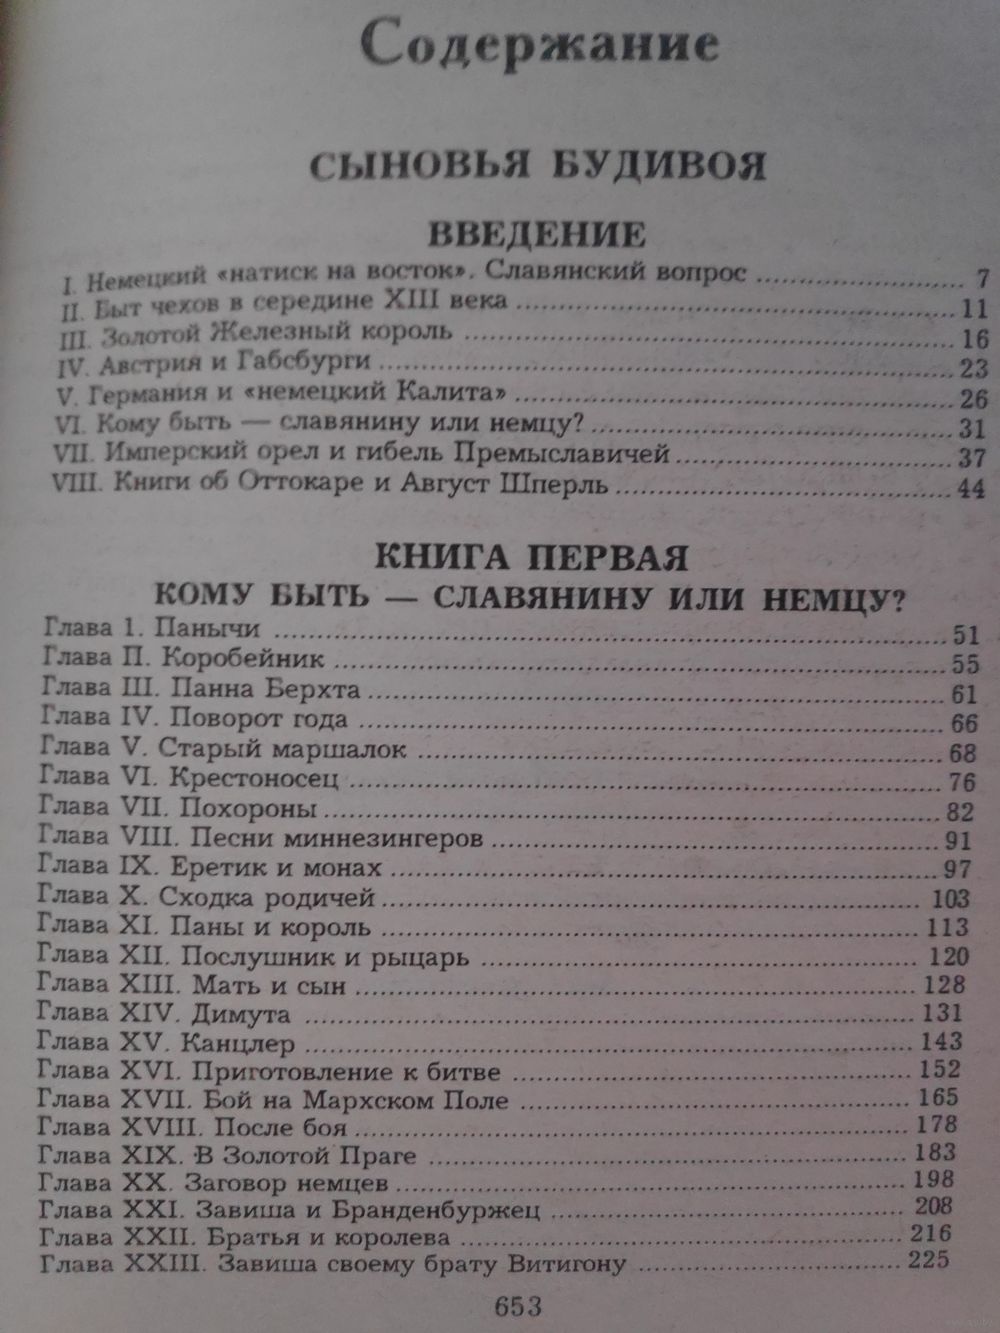 Содержание
СЫНОВЬЯ БУДИВОЯ
ВВЕДЕНИЕ
I. Немецкий «натиск на восток». Славянский вопрос ........................ 7
II. Быт чехов в середине XIII века ........................ 11
III. Золотой Железный король ........................ 16
IV. Австрия и Габсбурги ........................ 23
V. Германия и «немецкий Калита» ........................ 26
VI. Кому быть — славянину или немцу? ........................ 31
VII. Имперский орел и гибель Премыславичей ........................ 37
VIII. Книги об Оттокаре и Август Шперль ........................ 44
КНИГА ПЕРВАЯ
КОМУ БЫТЬ — СЛАВЯНИНУ ИЛИ НЕМЦУ?
Глава 1. Панычи ........................ 51
Глава П. Коробейник ........................ 55
Глава III. Панна Берхта ........................ 61
Глава IV. Поворот года ........................ 66
Глава V. Старый маршалок ........................ 68
Глава VI. Крестоносец ........................ 76
Глава VII. Похороны ........................ 82
Глава VIII. Песни миннезингеров ........................ 91
Глава IX. Еретик и монах ........................ 97
Глава X. Сходка родичей ........................ 103
Глава XI. Паны и король ........................ 113
Глава XII. Послушник и рыцарь ........................ 120
Глава XIII. Мать и сын ........................ 128
Глава XIV. Димута ........................ 131
Глава XV. Канцлер ........................ 143
Глава XVI. Приготовление к битве ........................ 152
Глава XVII. Бой на Мархском Поле ........................ 165
Глава XVIII. После боя ........................ 178
Глава XIX. В Золотой Праге ........................ 183
Глава XX. Заговор немцев ........................ 198
Глава XXI. Завиша и Бранденбуржец ........................ 208
Глава XXII. Братья и королева ........................ 216
Глава XXIII. Завиша своему брату Витигону ........................ 225
653